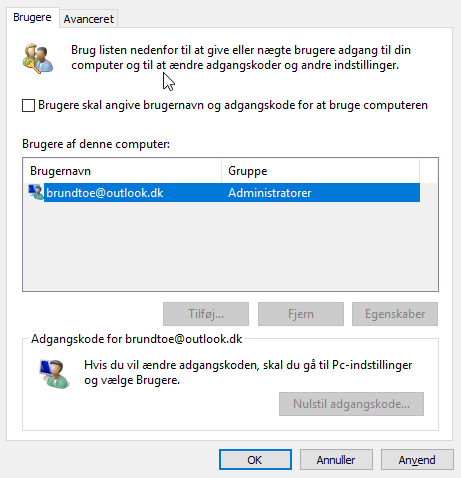 Brugere
Avanceret
Brug listen nedenfor til at give eller nægte brugere adgang til din
computer og til at ændre adgangskoder og andre indstillinger.
Brugere skal angive brugernavn og adgangskode for at bruge computeren
Brugere af denne computer:
Brugernavn Gruppe
brundtoe@outlook.dk Administratorer
Tilføj... Fjern Egenskaber
Adgangskode for brundtoe@outlook.dk
Hvis du vil ændre adgangskoden, skal du gå til Pc-indstillinger
og vælge Brugere.
Nulstil adgangskode...
OK Annuller Anvend